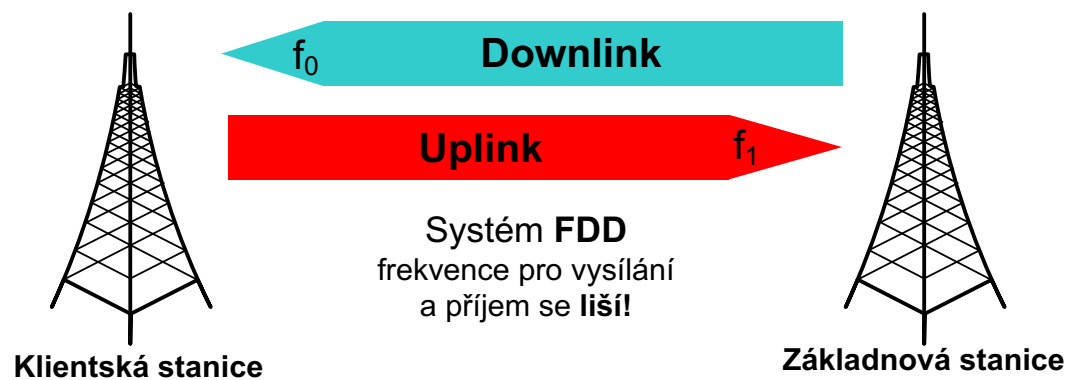 f₀ Downlink
Uplink f₁
Systém FDD
frekvence pro vysílání
a příjem se liší!
Klientská stanice
Základnová stanice